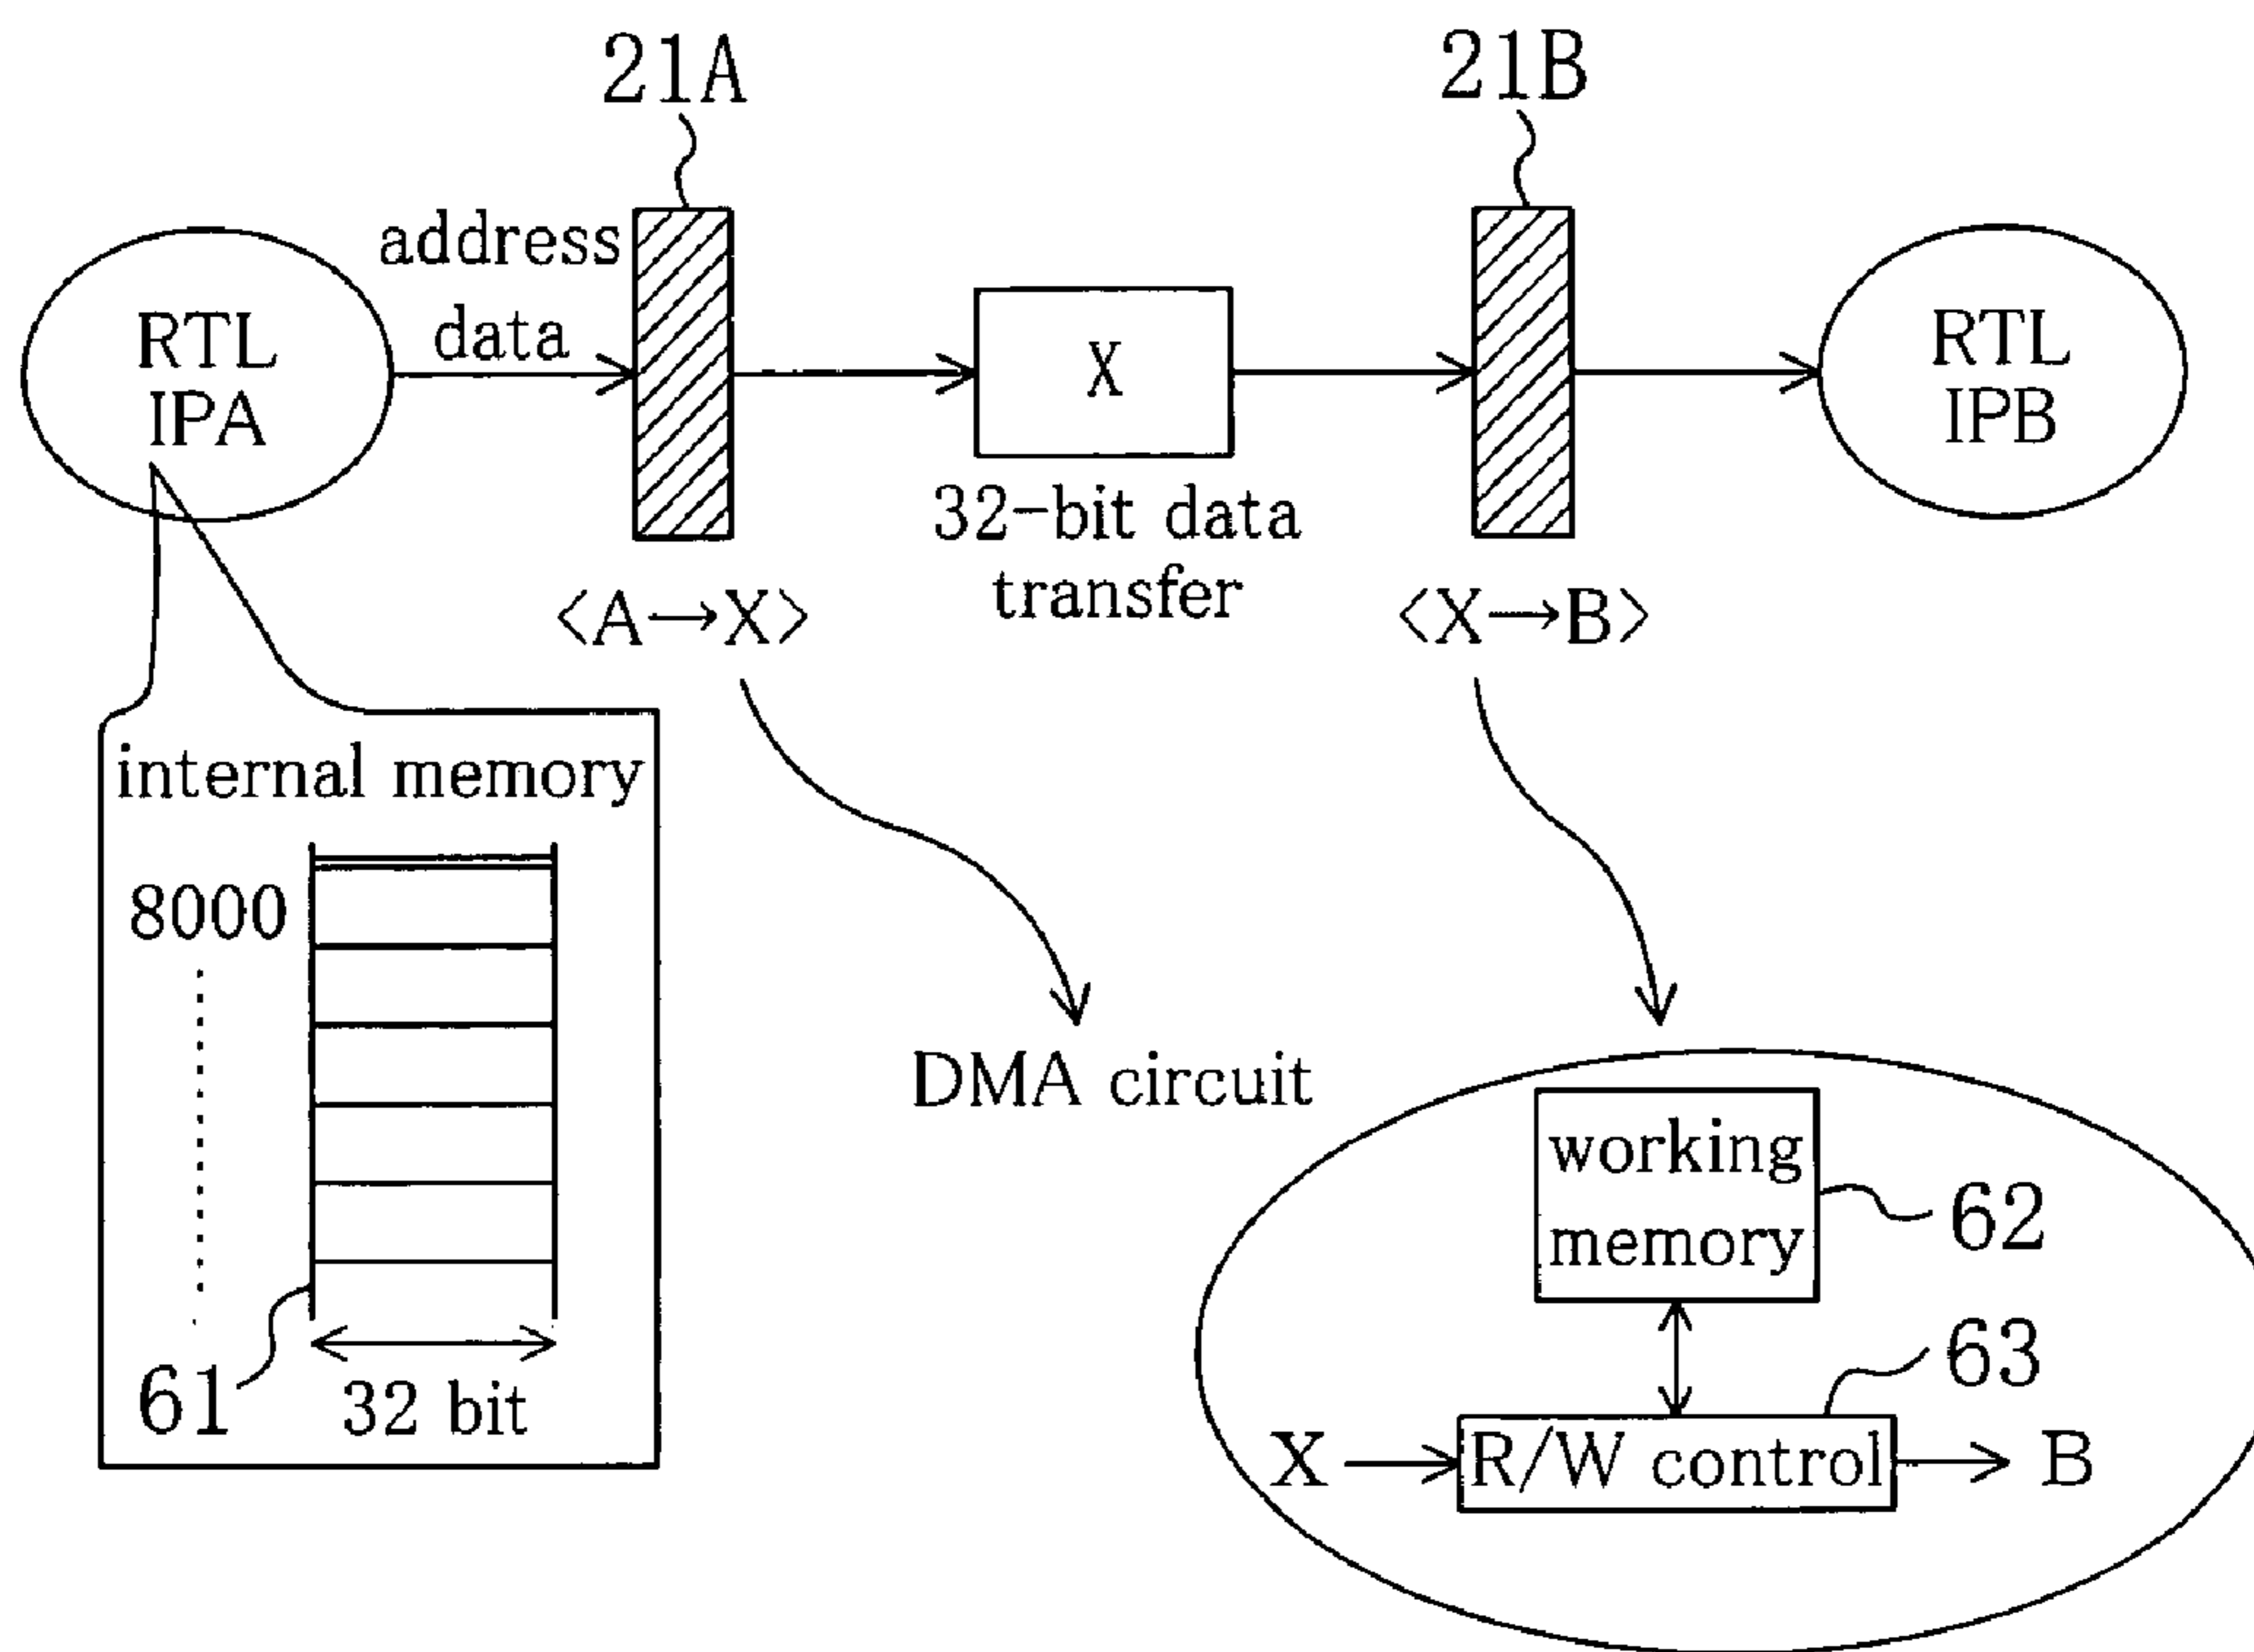 21A
21B
address
data
RTL
IPA
X
RTL
IPB
32-bit data
transfer
<A→X>
<X→B>
internal memory
8000
61
32 bit
DMA circuit
working
memory
62
63
X
R/W control
B